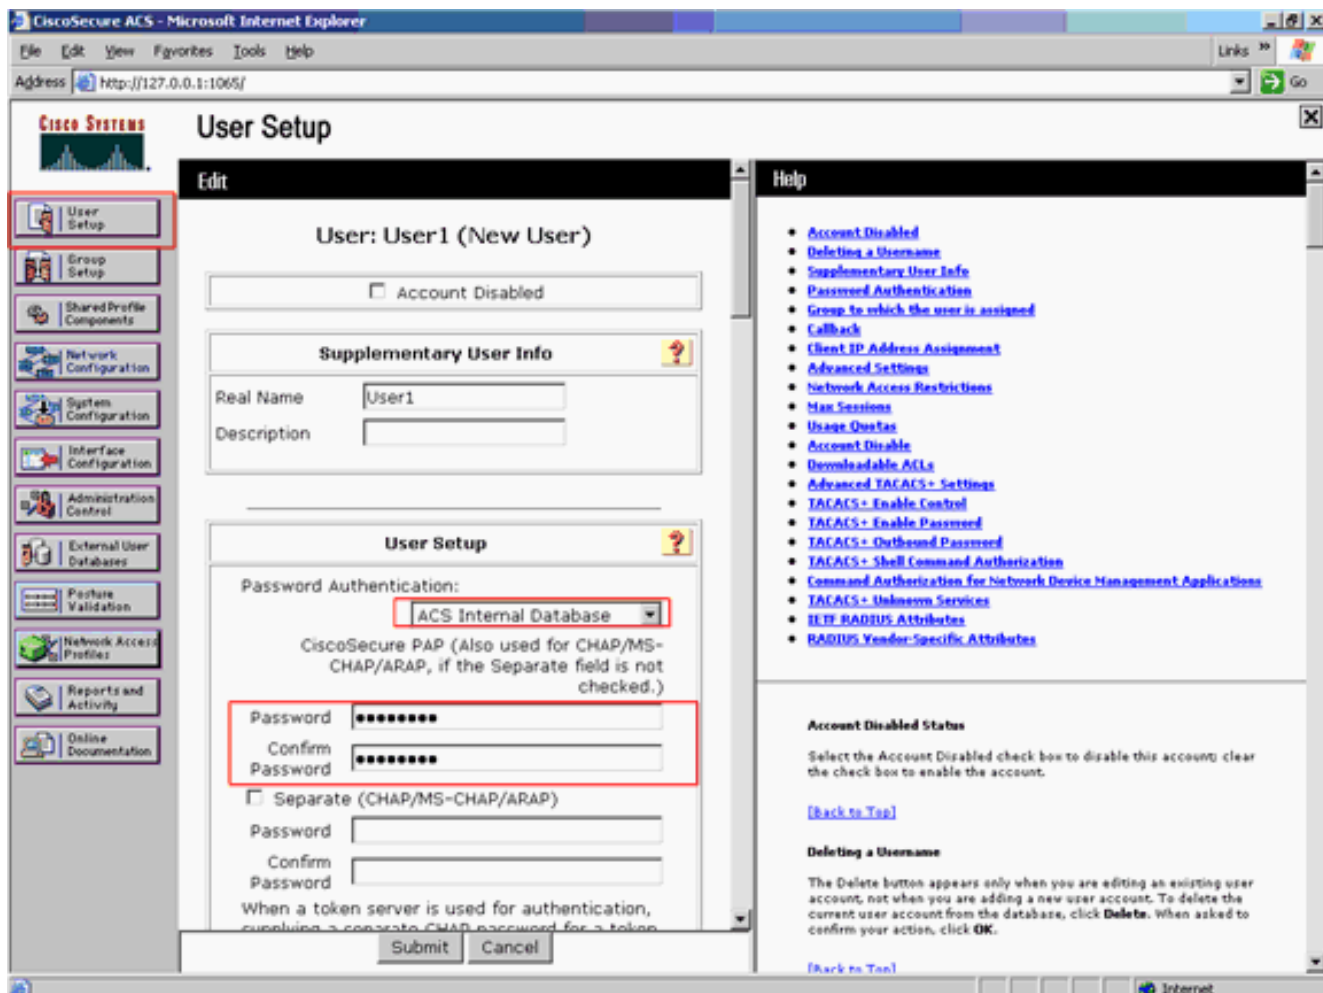 CiscoSecure ACS - Microsoft Internet Explorer
File Edit View Favorites Tools Help
Links »
Address http://127.0.0.1:1065/
Go
CISCO SYSTEMS
User Setup
User
Setup
Group
Setup
Shared Profile
Components
Network
Configuration
System
Configuration
Interface
Configuration
Administration
Control
External User
Databases
Posture
Validation
Network Access
Profiles
Reports and
Activity
Online
Documentation
Edit
User: User1 (New User)
Account Disabled
Supplementary User Info
Real Name User1
Description
User Setup
Password Authentication:
ACS Internal Database
CiscoSecure PAP (Also used for CHAP/MS-
CHAP/ARAP, if the Separate field is not
checked.)
Password ••••••••
Confirm
Password ••••••••
Separate (CHAP/MS-CHAP/ARAP)
Password
Confirm
Password
When a token server is used for authentication,
supplying a separate CHAP password for a token
Submit Cancel
Help
Account Disabled
Deleting a Username
Supplementary User Info
Password Authentication
Group to which the user is assigned
Callback
Client IP Address Assignment
Advanced Settings
Network Access Restrictions
Max Sessions
Usage Quotas
Account Disable
Downloadable ACLs
Advanced TACACS+ Settings
TACACS+ Enable Control
TACACS+ Enable Password
TACACS+ Outbound Password
TACACS+ Shell Command Authorization
Command Authorization for Network Device Management Applications
TACACS+ Unknown Services
IETF RADIUS Attributes
RADIUS Vendor-Specific Attributes
Account Disabled Status
Select the Account Disabled check box to disable this account; clear
the check box to enable the account.
[Back to Top]
Deleting a Username
The Delete button appears only when you are editing an existing user
account, not when you are adding a new user account. To delete the
current user account from the database, click Delete. When asked to
confirm your action, click OK.
[Back to Top]
Internet